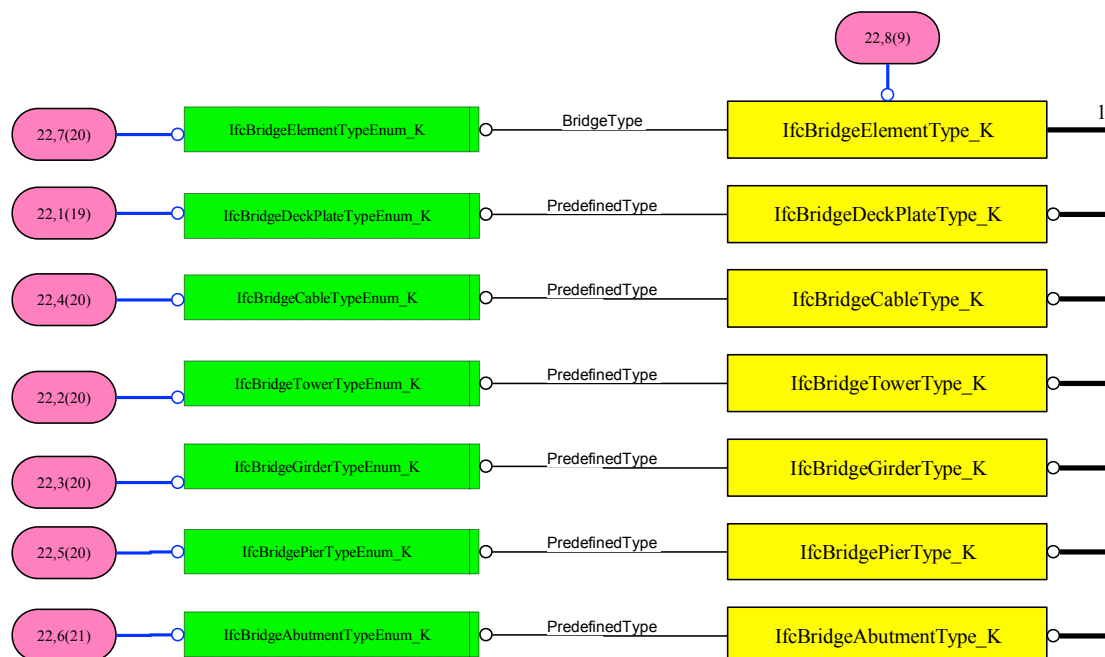 22,8(9)
22,7(20) IfcBridgeElementTypeEnum_K BridgeType IfcBridgeElementType_K 1
22,1(19) IfcBridgeDeckPlateTypeEnum_K PredefinedType IfcBridgeDeckPlateType_K
22,4(20) IfcBridgeCableTypeEnum_K PredefinedType IfcBridgeCableType_K
22,2(20) IfcBridgeTowerTypeEnum_K PredefinedType IfcBridgeTowerType_K
22,3(20) IfcBridgeGirderTypeEnum_K PredefinedType IfcBridgeGirderType_K
22,5(20) IfcBridgePierTypeEnum_K PredefinedType IfcBridgePierType_K
22,6(21) IfcBridgeAbutmentTypeEnum_K PredefinedType IfcBridgeAbutmentType_K